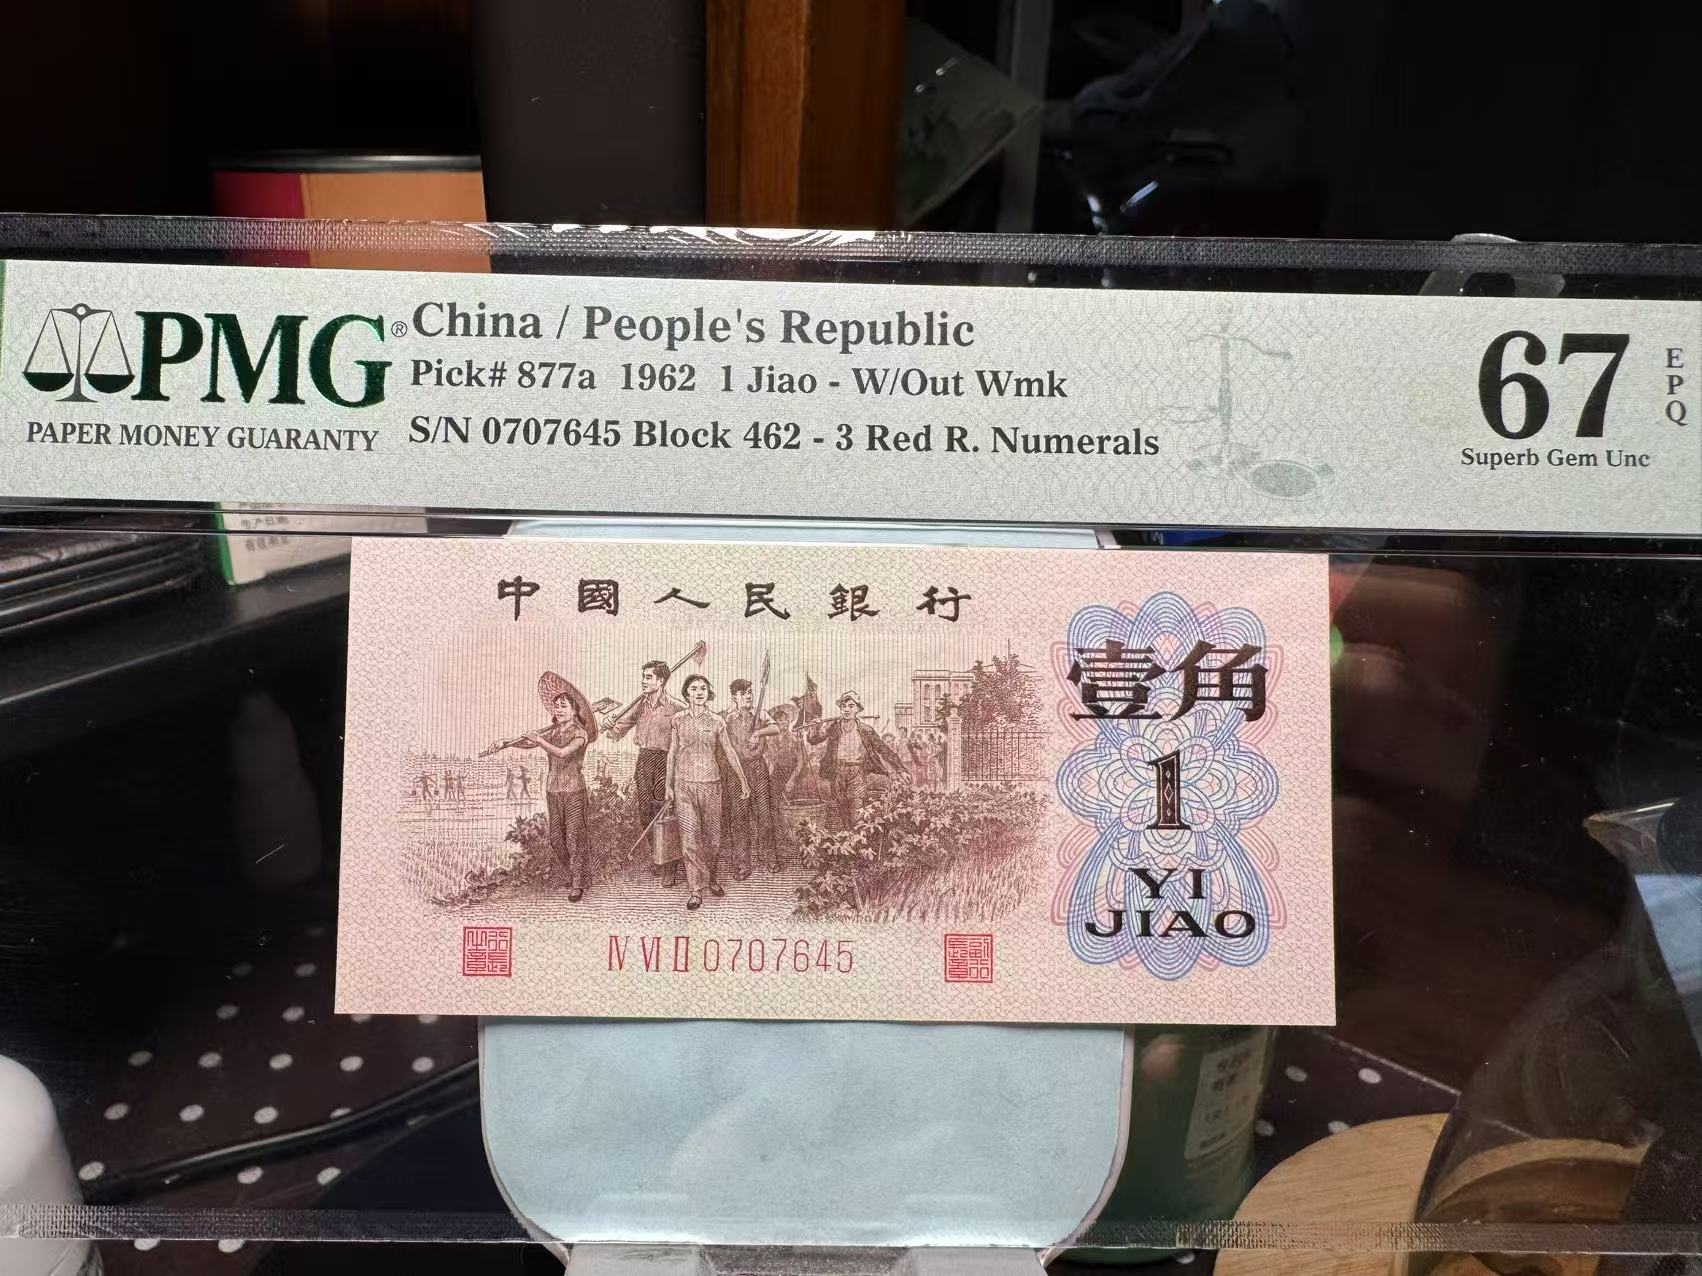 PMG®
PAPER MONEY GUARANTY
China / People's Republic
Pick# 877a 1962 1 Jiao - W/Out Wmk
S/N 0707645 Block 462 - 3 Red R. Numerals
67
EPQ
Superb Gem Unc
中國人民銀行
壹角
1
YI
JIAO
Ⅳ Ⅵ Ⅱ 0707645